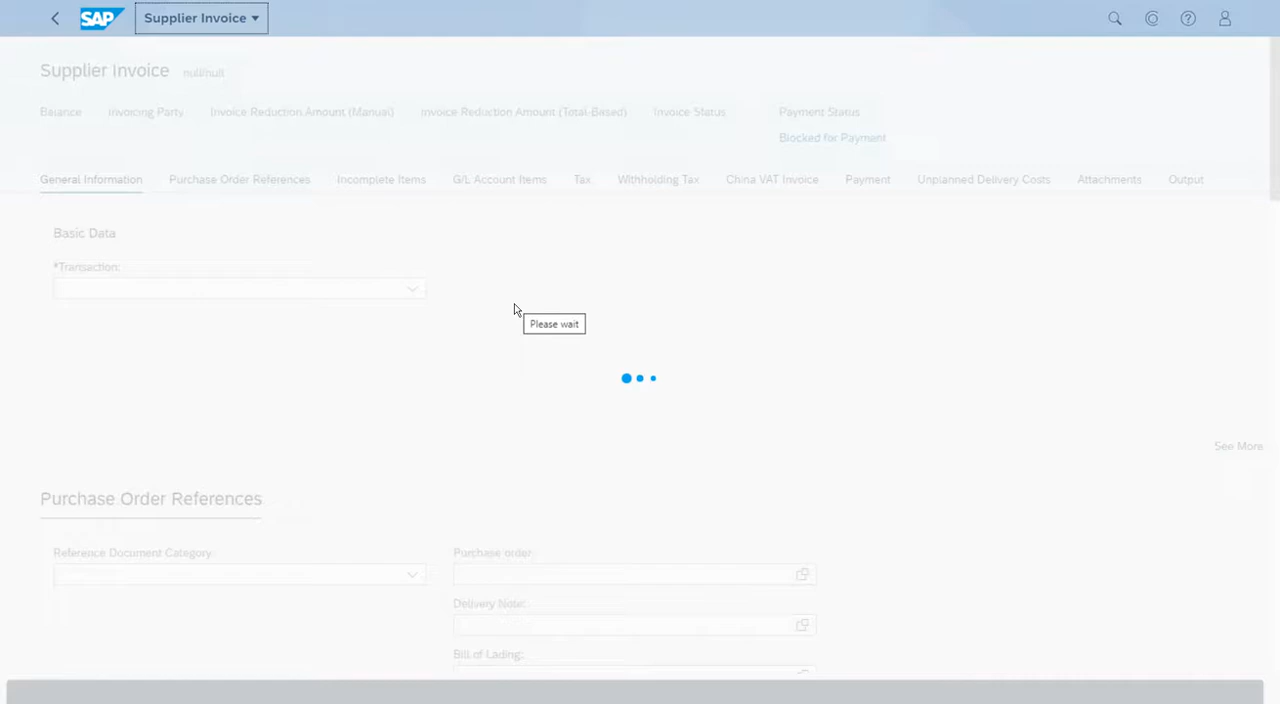 SAP Supplier Invoice
Supplier Invoice null/null
Balance Invoicing Party Invoice Reduction Amount (Manual) Invoice Reduction Amount (Total-Based) Invoice Status Payment Status
Blocked for Payment
General Information Purchase Order References Incomplete Items G/L Account Items Tax Withholding Tax China VAT Invoice Payment Unplanned Delivery Costs Attachments Output
Basic Data
*Transaction:
Please wait
See More
Purchase Order References
Reference Document Category: Purchase order:
Delivery Note:
Bill of Lading: